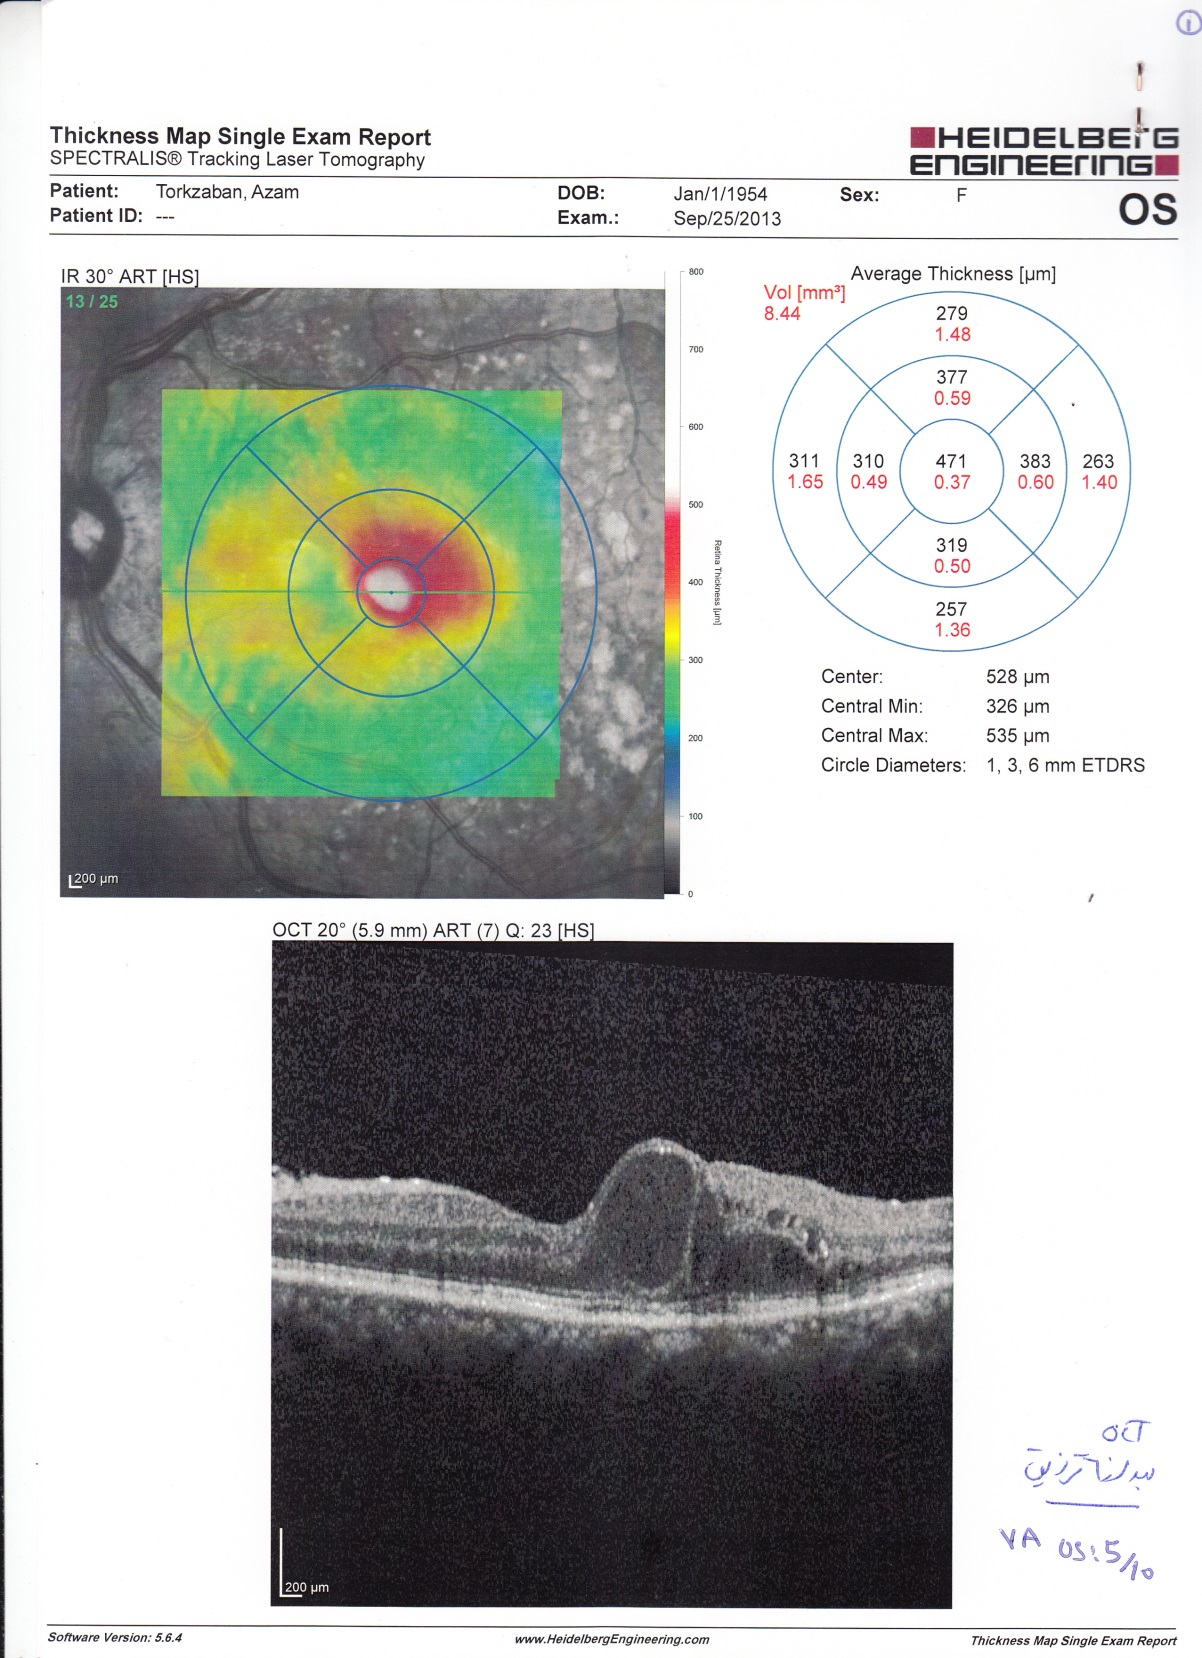 ①
Thickness Map Single Exam Report
SPECTRALIS® Tracking Laser Tomography
HEIDELBERG
ENGINEERING
Patient: Torkzaban, Azam DOB: Jan/1/1954 Sex: F
Patient ID: --- Exam.: Sep/25/2013
OS
IR 30° ART [HS]
13 / 25
200 µm
800
700
600
500
400
300
200
100
0
Retina Thickness [µm]
Average Thickness [µm]
Vol [mm³]
8.44
279
1.48
377
0.59
311 310 471 383 263
1.65 0.49 0.37 0.60 1.40
319
0.50
257
1.36
Center: 528 µm
Central Min: 326 µm
Central Max: 535 µm
Circle Diameters: 1, 3, 6 mm ETDRS
OCT 20° (5.9 mm) ART (7) Q: 23 [HS]
200 µm
OCT
تزریق
VA OS: 5/10
Software Version: 5.6.4 www.HeidelbergEngineering.com Thickness Map Single Exam Report